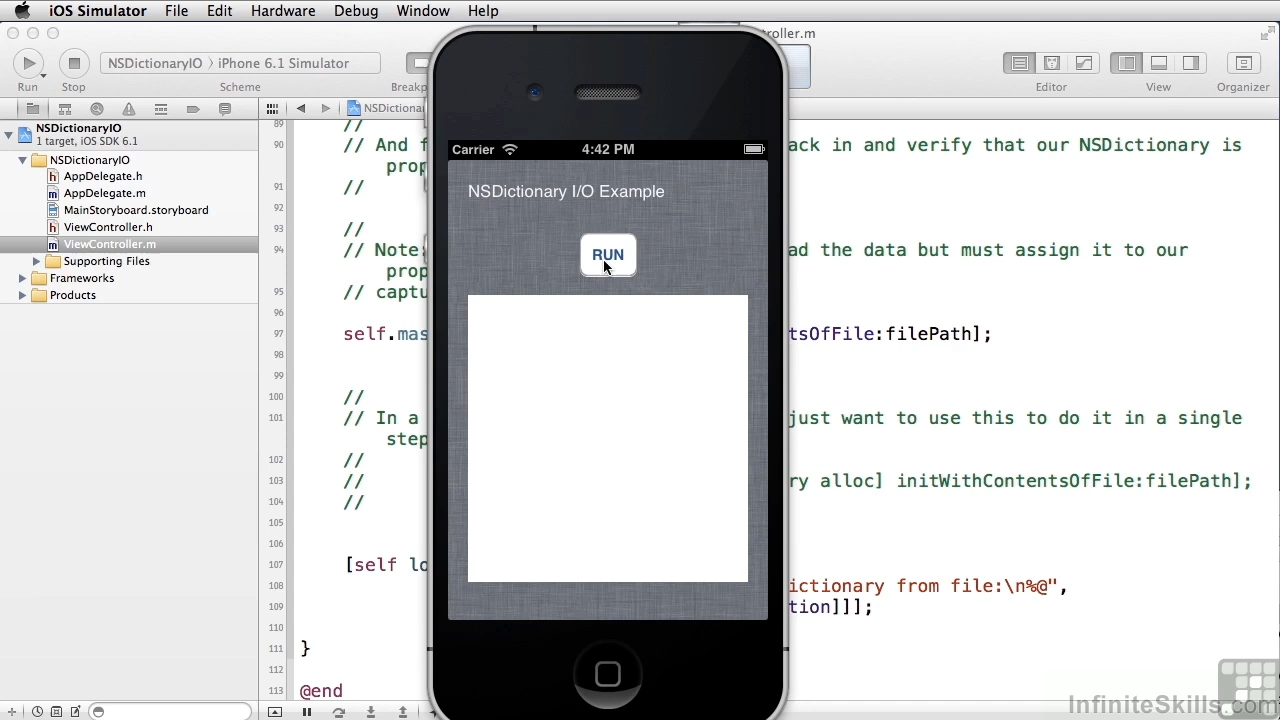 iOS Simulator File Edit Hardware Debug Window Help
troller.m
NSDictionaryIO 〉 iPhone 6.1 Simulator
Run Stop Scheme Breakp Editor View Organizer
NSDictionaryIO
1 target, iOS SDK 6.1
NSDictionaryIO
AppDelegate.h
AppDelegate.m
MainStoryboard.storyboard
ViewController.h
ViewController.m
Supporting Files
Frameworks
Products
NSDictionar
89 //
90 // And f ack in and verify that our NSDictionary is
prop
91 //
92
93 //
94 // Note: ad the data but must assign it to our
prop
95 // captu
96
97 self.mas tsOfFile:filePath];
98
99
100 //
101 // In a just want to use this to do it in a single
step
102 //
103 // ry alloc] initWithContentsOfFile:filePath];
104 //
105
106
107 [self lo
108 ictionary from file:\n%@",
109 tion]]];
110
111 }
112
113 @end
Carrier 4:42 PM
NSDictionary I/O Example
RUN
InfiniteSkills.com